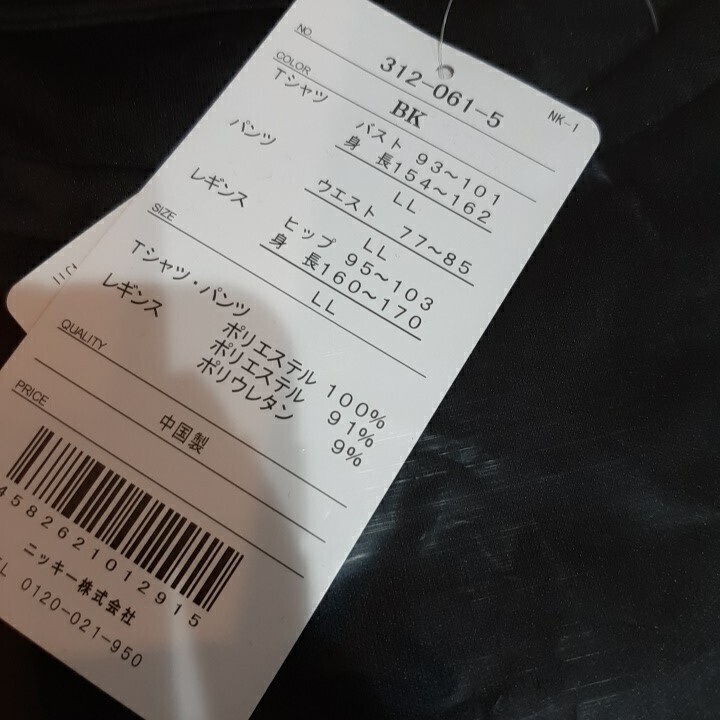 NO. 312-061-5 NK-1
COLOR BK
Tシャツ バスト 93~101
身 長154~162
LL
パンツ ウエスト 77~85
LL
レギンス ヒップ 95~103
身 長160~170
LL
SIZE
Tシャツ・パンツ ポリエステル 100%
レギンス ポリエステル 91%
ポリウレタン 9%
QUALITY
中国製
PRICE
4582621012915
ニッキー株式会社
0120-021-950